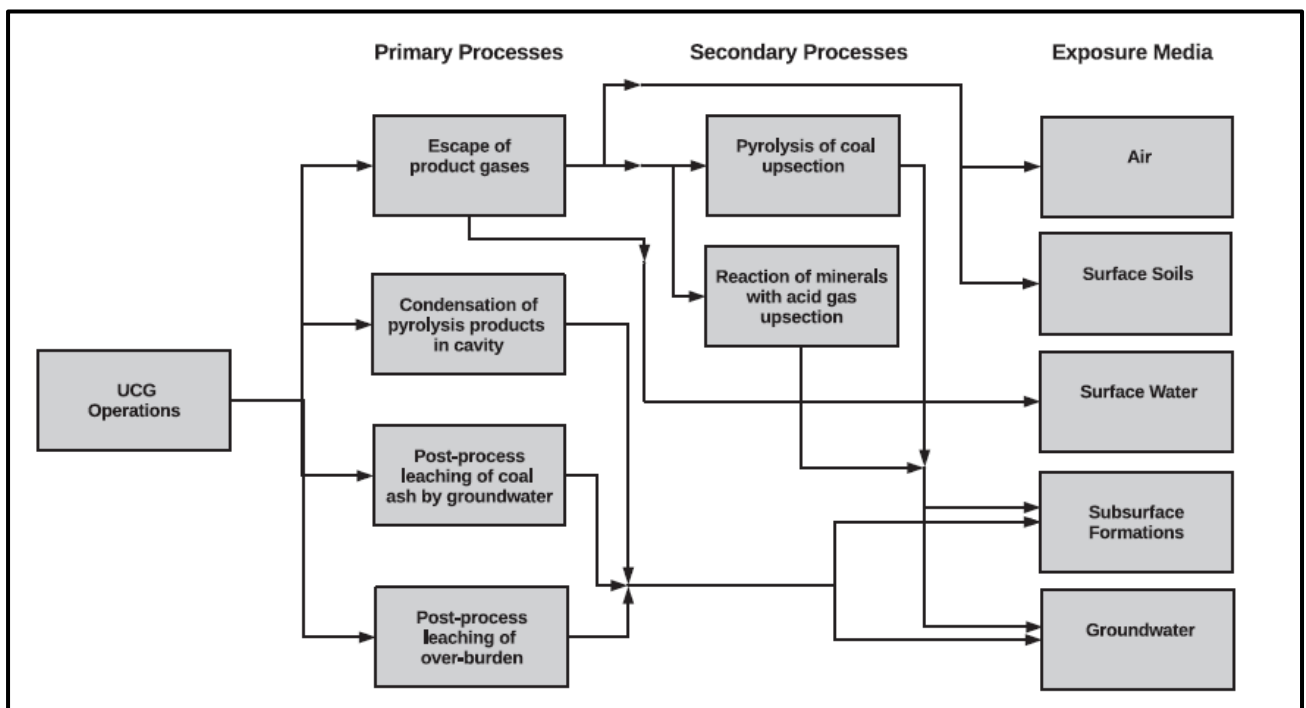 Primary Processes
Secondary Processes
Exposure Media
Escape of
product gases
Pyrolysis of coal
upsection
Air
Condensation of
pyrolysis products
in cavity
Reaction of minerals
with acid gas
upsection
Surface Soils
UCG
Operations
Surface Water
Post-process
leaching of coal
ash by groundwater
Subsurface
Formations
Post-process
leaching of
over-burden
Groundwater